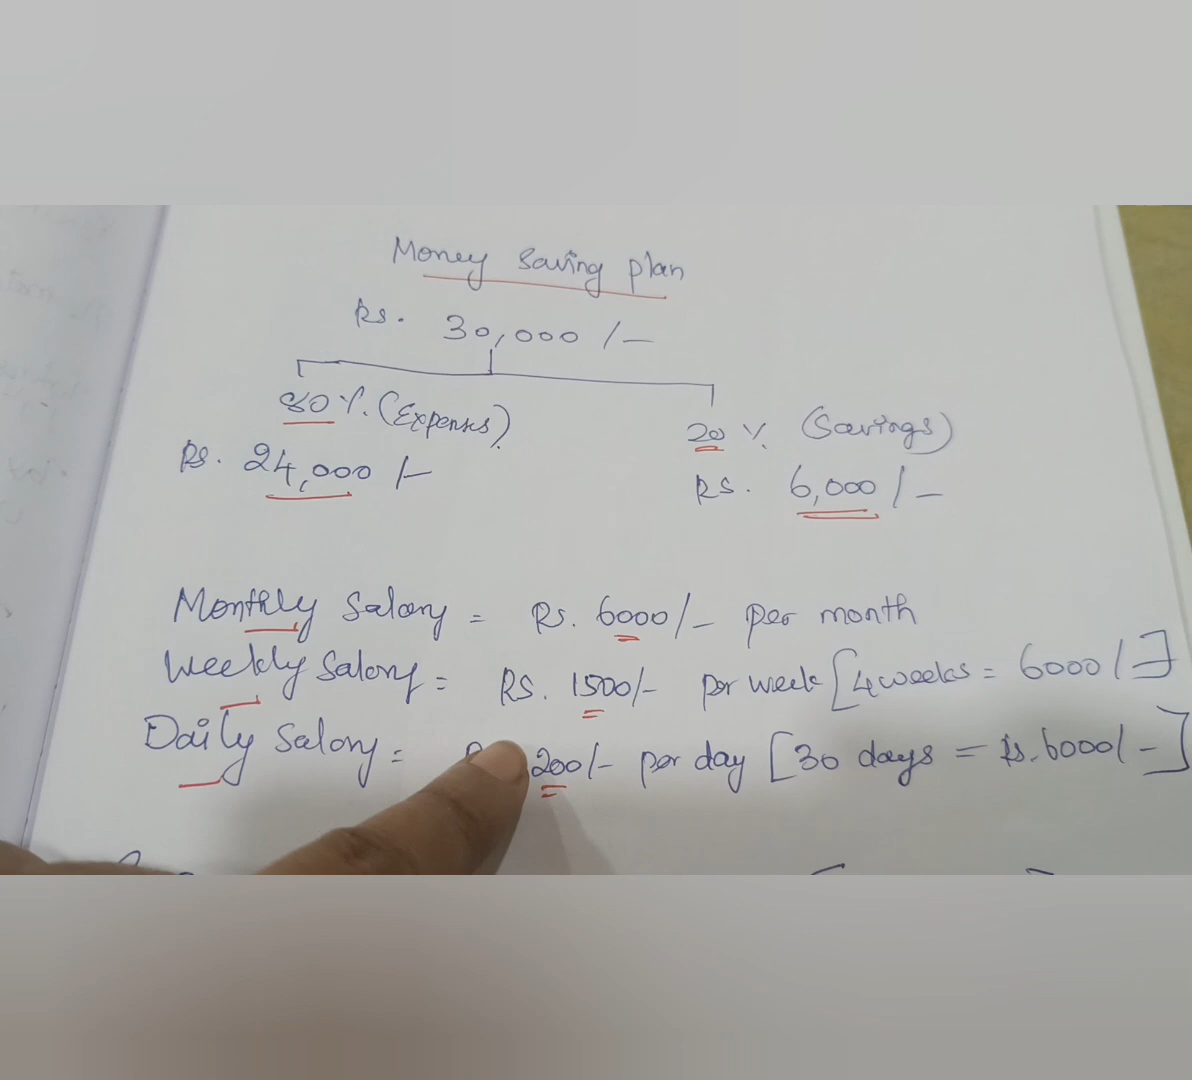 Money Saving plan
Rs. 30,000/-
80%. (Expenses)
20% (Savings)
Rs. 24,000/-
Rs. 6,000/-
Monthly Salary = Rs. 6000/- per month
Weekly Salary = Rs. 1500/- per week [4 weeks = 6000/]
Daily Salary = 200/- per day [30 days = Rs. 6000/-]